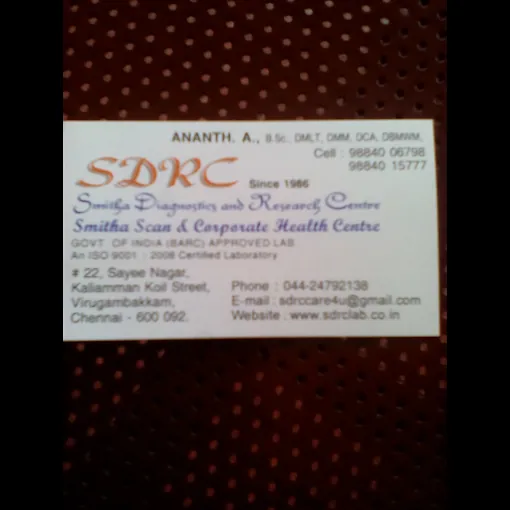 ANANTH. A., B.Sc., DMLT, DMM, DCA, DBMWM,
Cell : 98840 06798
98840 15777
SDRC Since 1986
Smitha Diagnostics and Research Centre
Smitha Scan & Corporate Health Centre
GOVT OF INDIA (BARC) APPROVED LAB
An ISO 9001 : 2008 Certified Laboratory
# 22, Sayee Nagar,
Kaliamman Koil Street,
Virugambakkam,
Chennai - 600 092.
Phone : 044-24792138
E-mail : sdrccare4u@gmail.com
Website : www.sdrclab.co.in